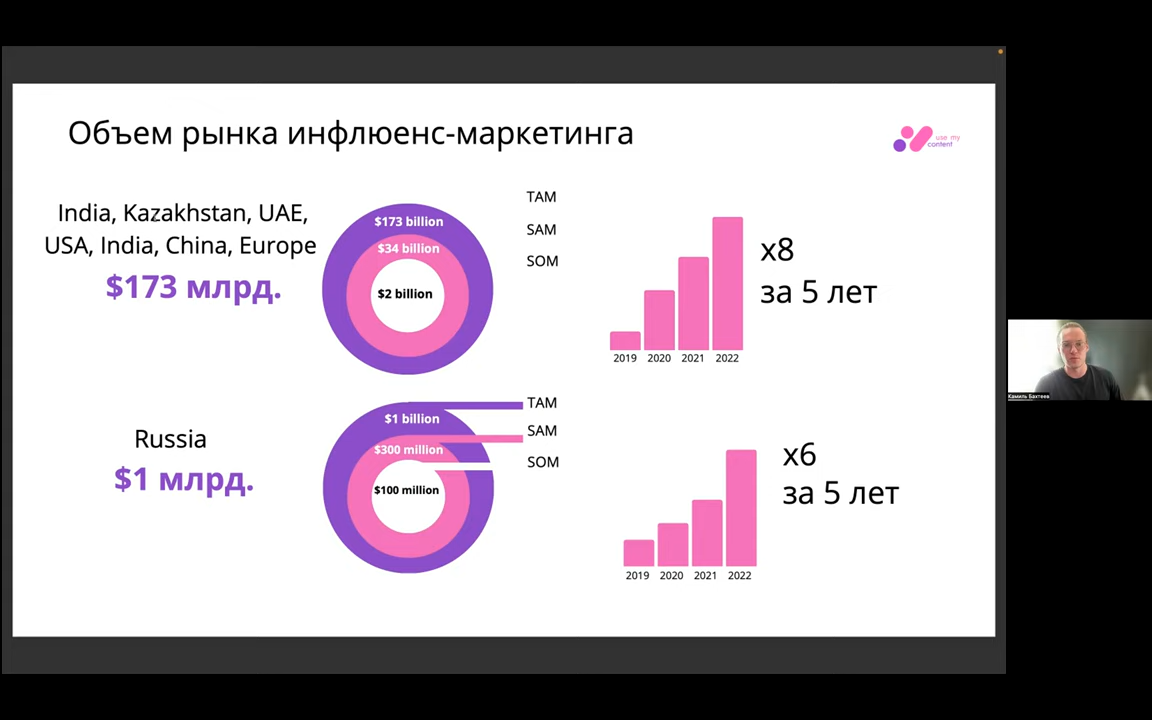 Объем рынка инфлюенс-маркетинга
use my
content
India, Kazakhstan, UAE,
USA, India, China, Europe
$173 млрд.
$173 billion
$34 billion
$2 billion
TAM
SAM
SOM
x8
за 5 лет
2019 2020 2021 2022
Russia
$1 млрд.
$1 billion
$300 million
$100 million
TAM
SAM
SOM
x6
за 5 лет
2019 2020 2021 2022
Камиль Бахтеев